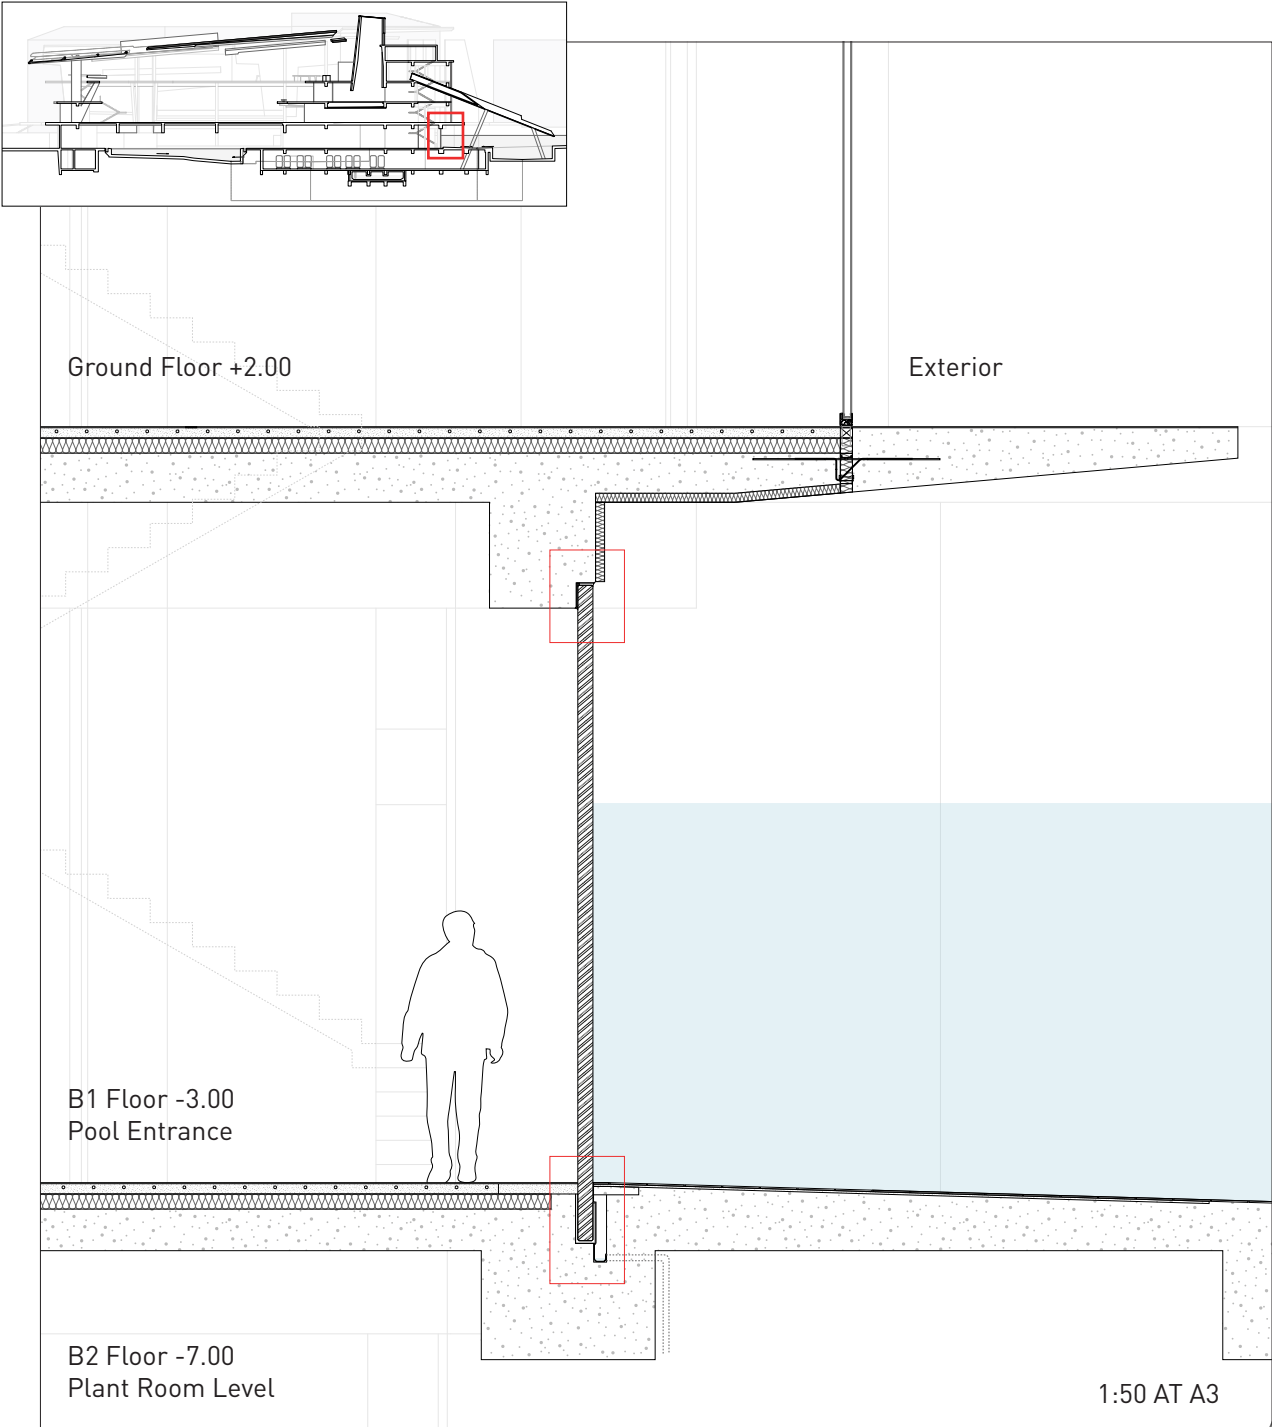 Ground Floor +2.00
Exterior
B1 Floor -3.00
Pool Entrance
B2 Floor -7.00
Plant Room Level
1:50 AT A3